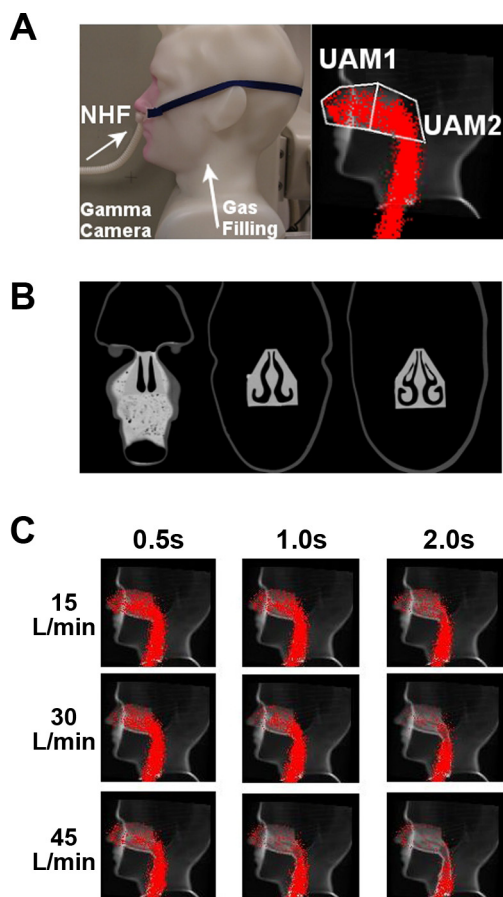 A
NHF
Gamma
Camera
Gas
Filling
UAM1
UAM2
B
C
0.5s 1.0s 2.0s
15
L/min
30
L/min
45
L/min